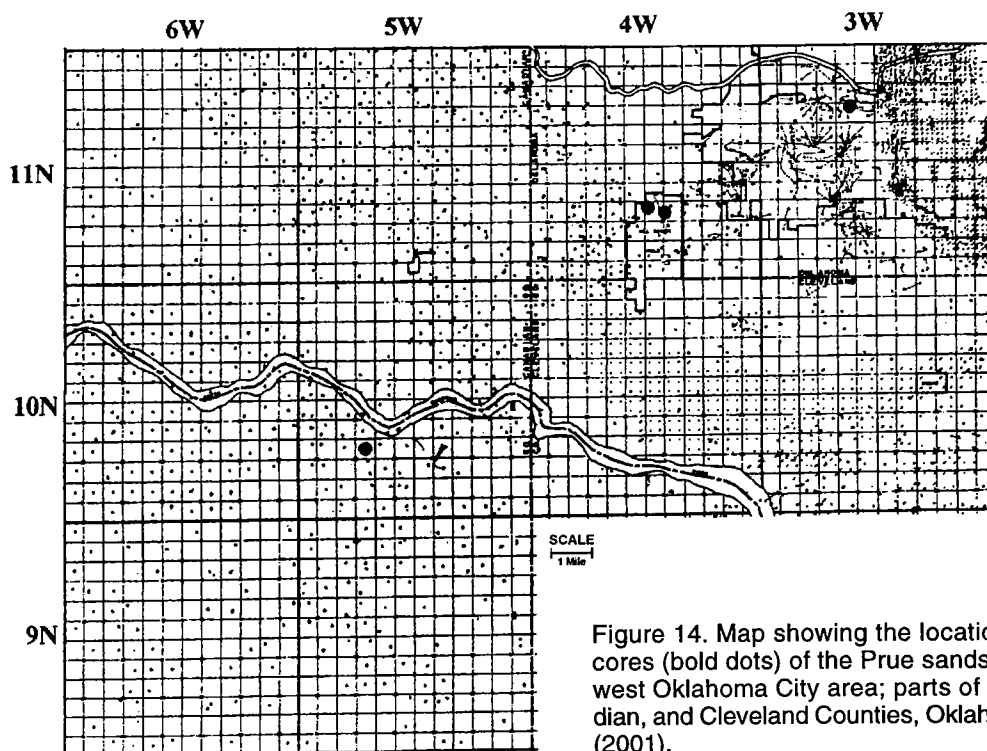 6W 5W 4W 3W
11N
10N
9N
SCALE
1 Mile
Figure 14. Map showing the locatio
cores (bold dots) of the Prue sands
west Oklahoma City area; parts of
dian, and Cleveland Counties, Oklah
(2001).